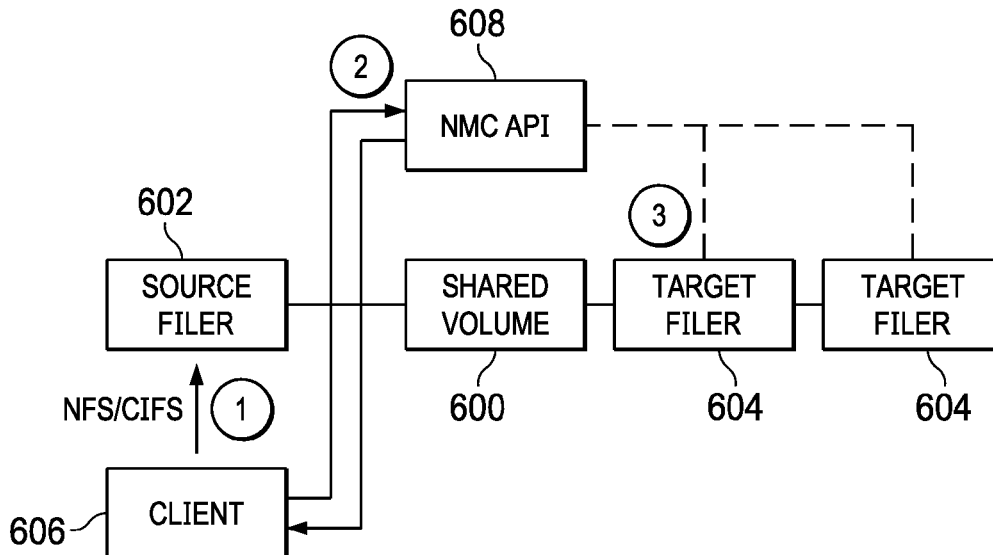 608
2
NMC API
602
3
SOURCE
FILER
SHARED
VOLUME
TARGET
FILER
TARGET
FILER
NFS/CIFS
1
600
604
604
606
CLIENT